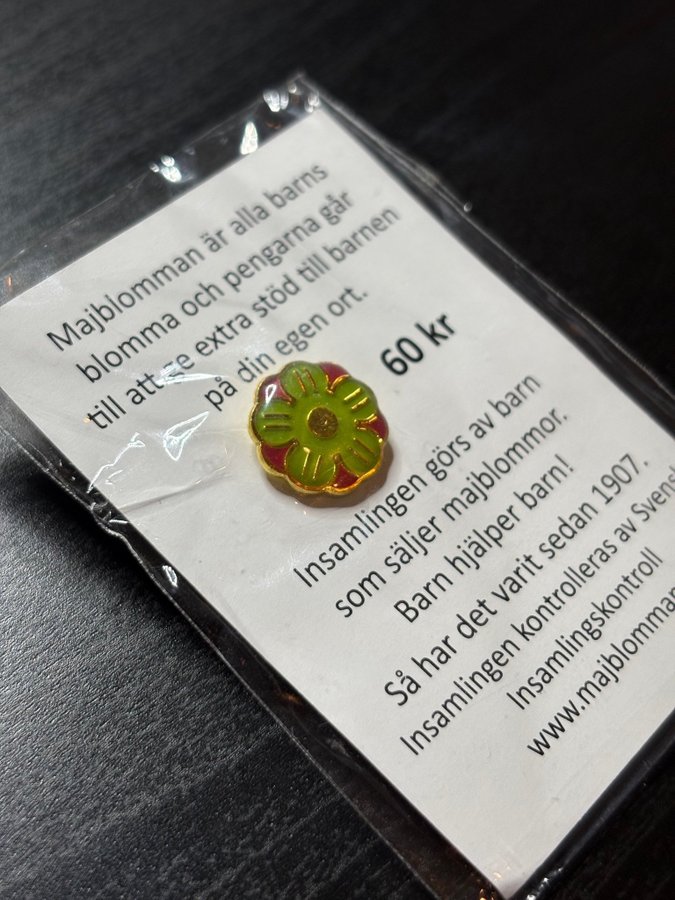 Majblomman är alla barns
blomma och pengarna går
till att ge extra stöd till barnen
på din egen ort.
60 kr
Insamlingen görs av barn
som säljer majblommor.
Barn hjälper barn!
Så har det varit sedan 1907.
Insamlingen kontrolleras av Svensk
Insamlingskontroll
www.majblomman